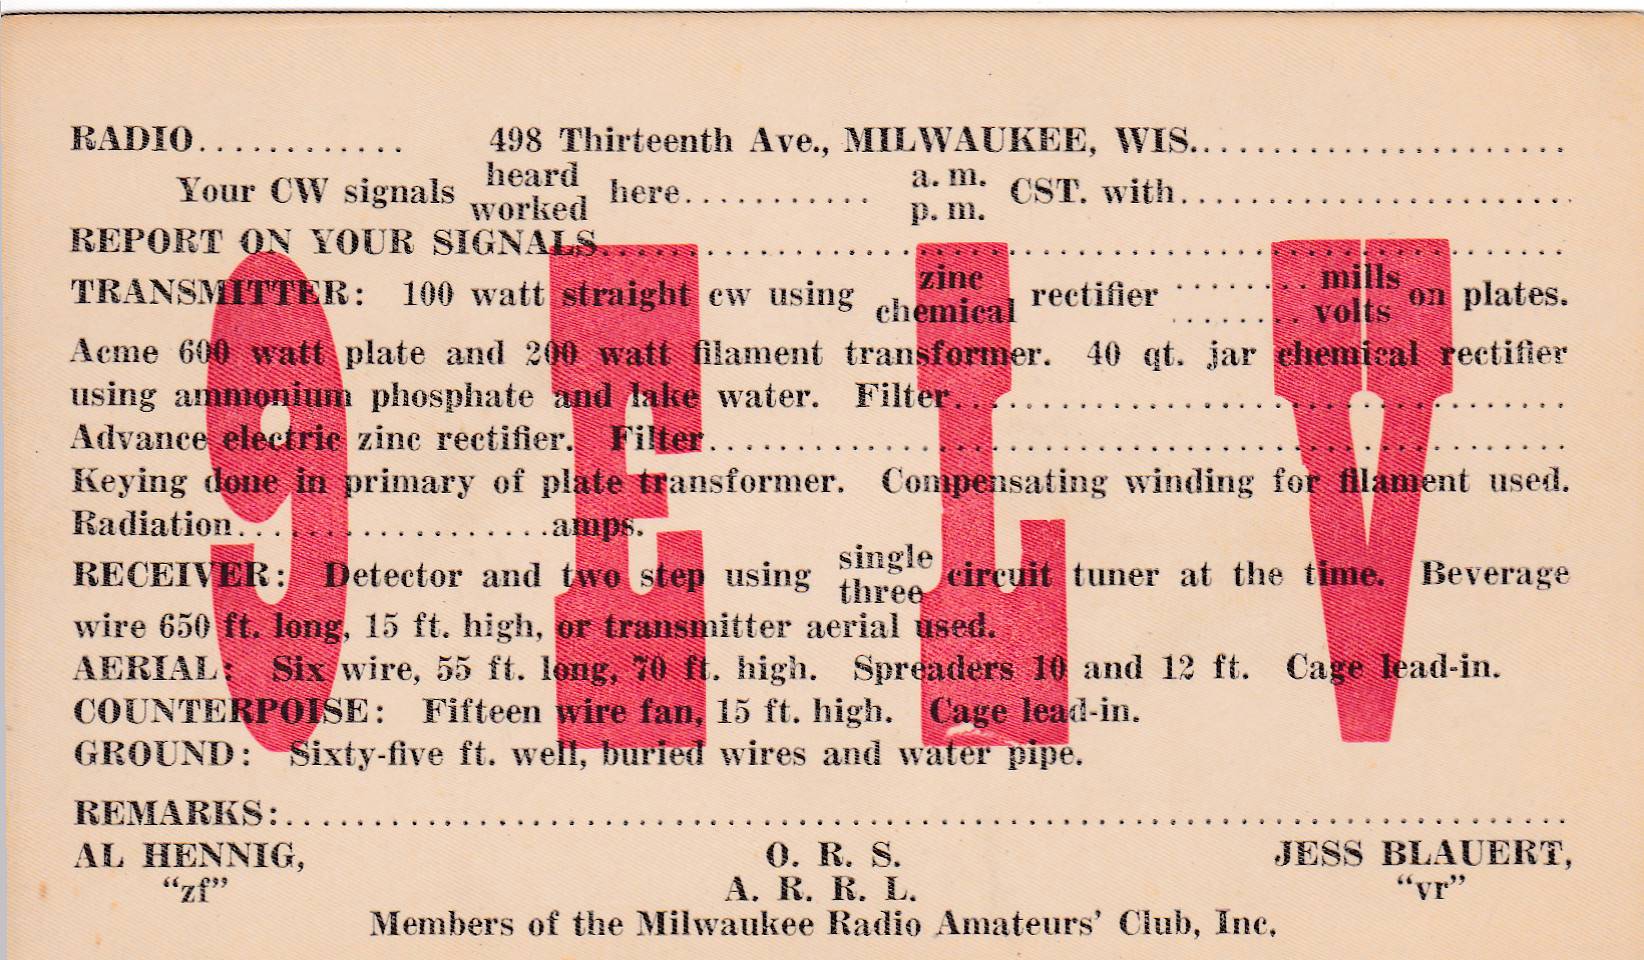 RADIO............ 498 Thirteenth Ave., MILWAUKEE, WIS.......................
Your CW signals heard worked here........... a. m. p. m. CST. with............................
REPORT ON YOUR SIGNALS....................................................................
TRANSMITTER: 100 watt straight cw using zinc chemical rectifier ......... mills ......... volts on plates.
Acme 600 watt plate and 200 watt filament transformer. 40 qt. jar chemical rectifier
using ammonium phosphate and lake water. Filter............................................
Advance electric zinc rectifier. Filter.............................................................
Keying done in primary of plate transformer. Compensating winding for filament used.
Radiation......................amps.
RECEIVER: Detector and two step using single three circuit tuner at the time. Beverage
wire 650 ft. long, 15 ft. high, or transmitter aerial used.
AERIAL: Six wire, 55 ft. long, 70 ft. high. Spreaders 10 and 12 ft. Cage lead-in.
COUNTERPOISE: Fifteen wire fan, 15 ft. high. Cage lead-in.
GROUND: Sixty-five ft. well, buried wires and water pipe.
9ELV
REMARKS:...........................................................................................
AL HENNIG, O. R. S. JESS BLAUERT,
"zf" A. R. R. L. "vr"
Members of the Milwaukee Radio Amateurs' Club, Inc.